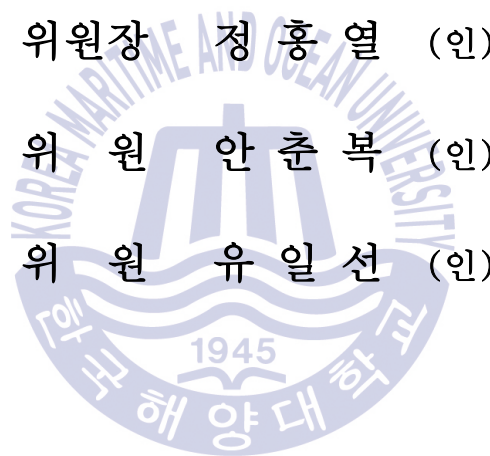 위원장 정 홍 열 (인)
위 원 안 춘 복 (인)
위 원 유 일 선 (인)
KOREA MARITIME AND OCEAN UNIVERSITY
1945
한국해양대학교